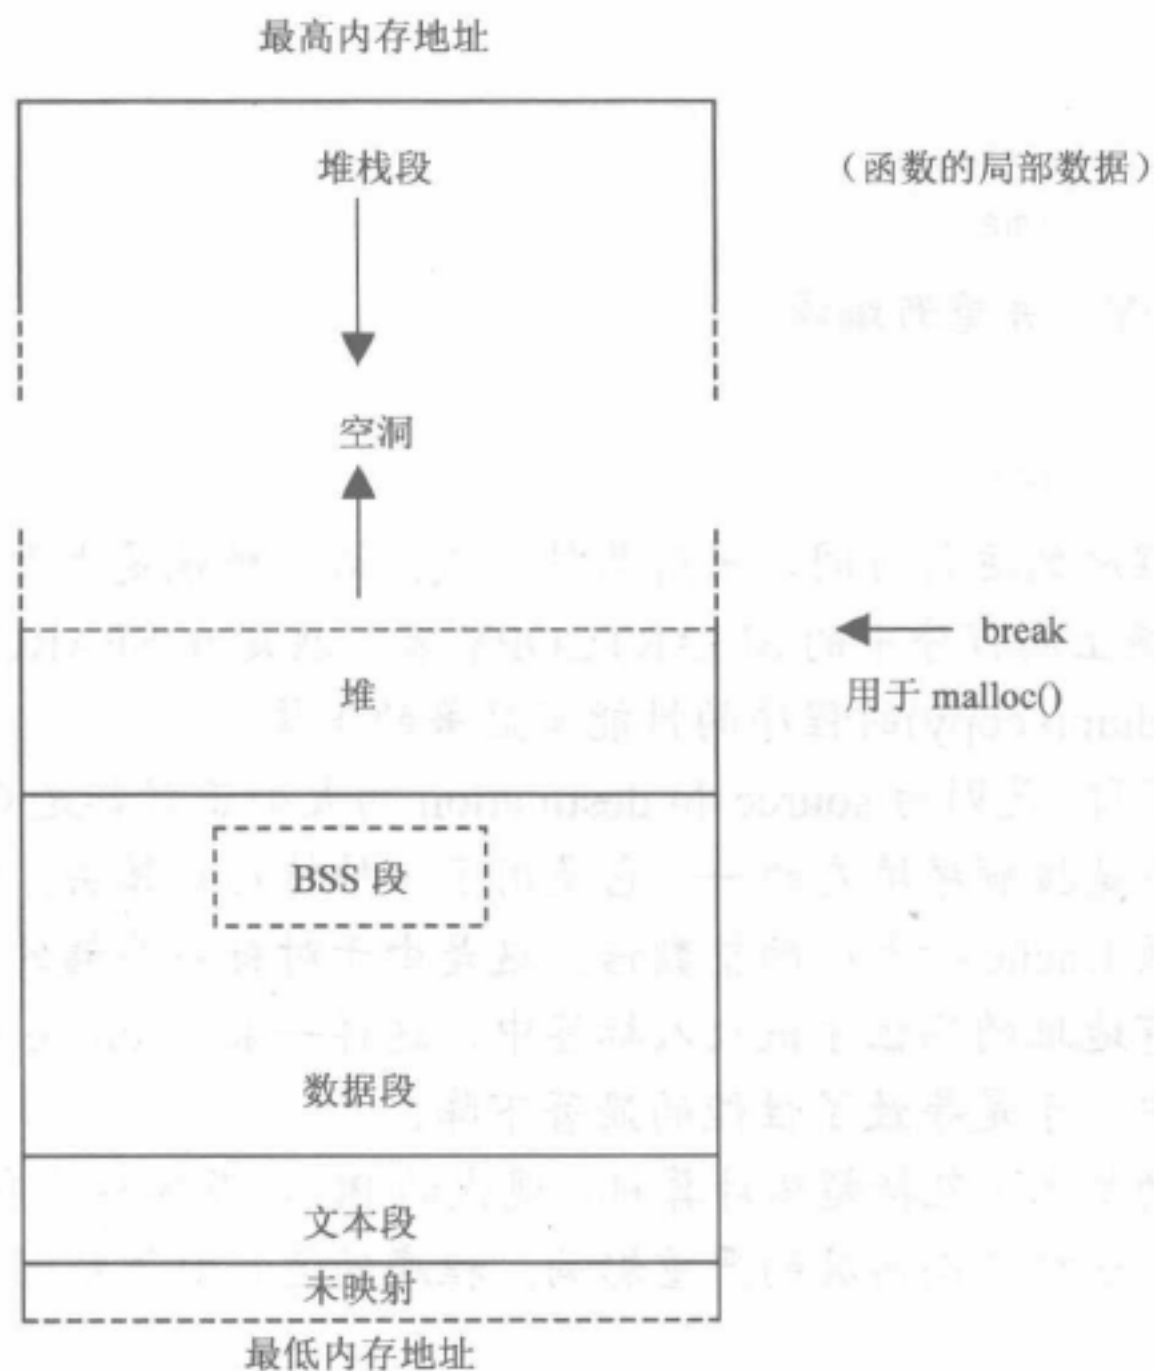 最高内存地址
堆栈段
（函数的局部数据）
空洞
break
堆
用于 malloc()
BSS 段
数据段
文本段
未映射
最低内存地址